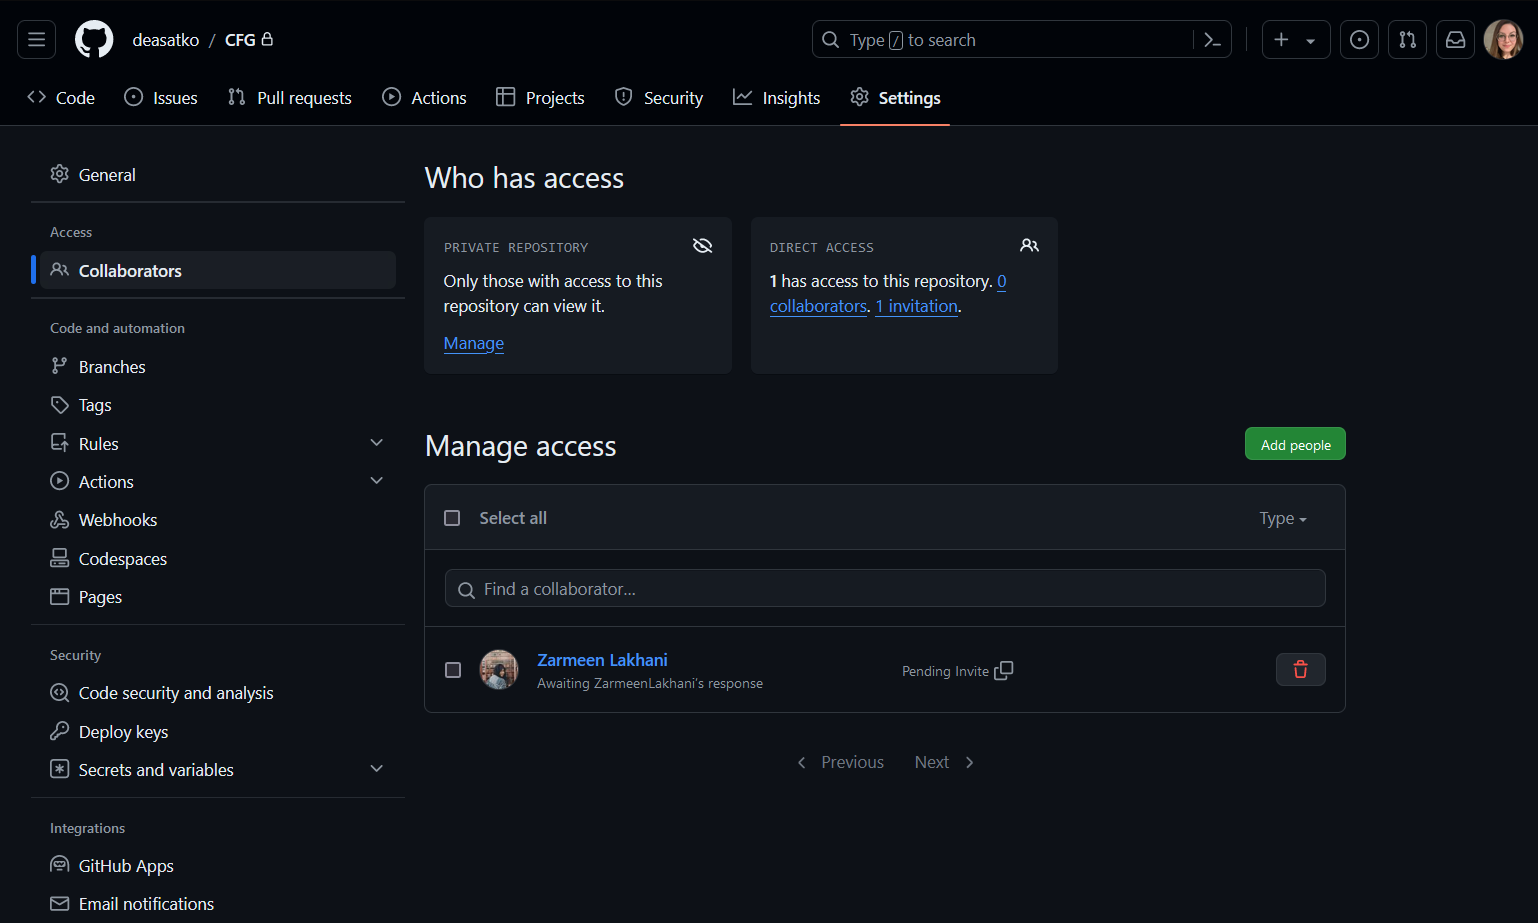 deasatko / CFG
Type / to search
Code
Issues
Pull requests
Actions
Projects
Security
Insights
Settings
General
Access
Collaborators
Code and automation
Branches
Tags
Rules
Actions
Webhooks
Codespaces
Pages
Security
Code security and analysis
Deploy keys
Secrets and variables
Integrations
GitHub Apps
Email notifications
Who has access
PRIVATE REPOSITORY
Only those with access to this
repository can view it.
Manage
DIRECT ACCESS
1 has access to this repository. 0
collaborators. 1 invitation.
Manage access
Add people
Select all
Type
Find a collaborator...
Zarmeen Lakhani
Awaiting ZarmeenLakhani's response
Pending Invite
Previous
Next